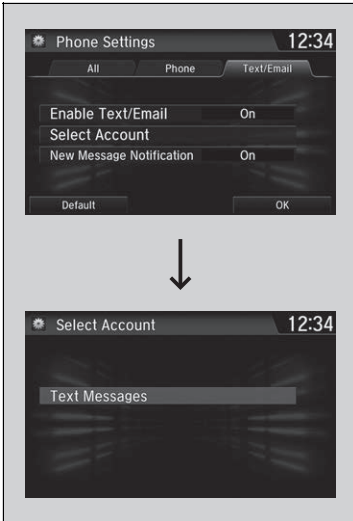 Phone Settings 12:34
All Phone Text/Email
Enable Text/Email On
Select Account
New Message Notification On
Default OK
Select Account 12:34
Text Messages